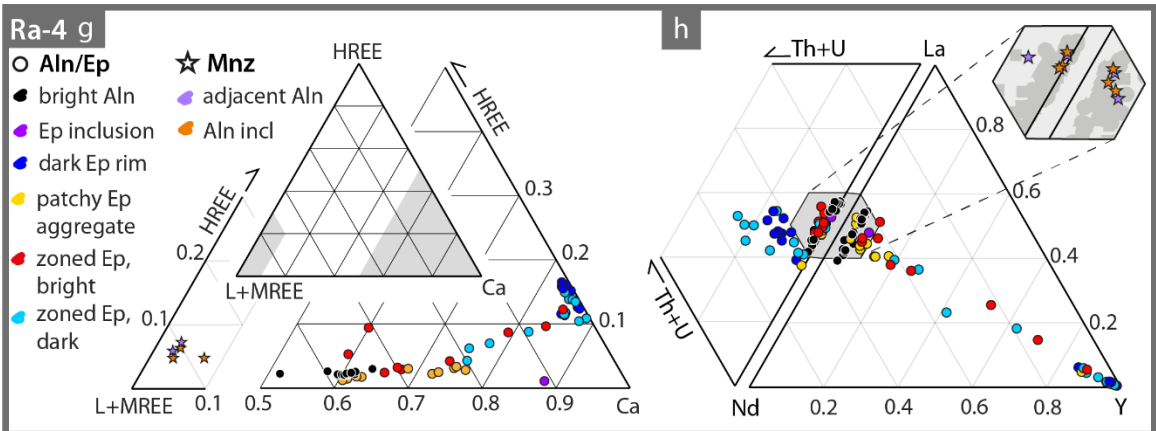 Ra-4 g
Aln/Ep
Mnz
bright Aln
adjacent Aln
Ep inclusion
Aln incl
dark Ep rim
patchy Ep
aggregate
zoned Ep,
bright
zoned Ep,
dark
HREE
L+MREE
Ca
HREE
0.2
0.1
L+MREE
0.1
HREE
0.3
0.2
0.1
0.5
0.6
0.7
0.8
0.9
Ca
h
Th+U
La
0.8
0.6
0.4
0.2
Th+U
Nd
0.2
0.4
0.6
0.8
Y